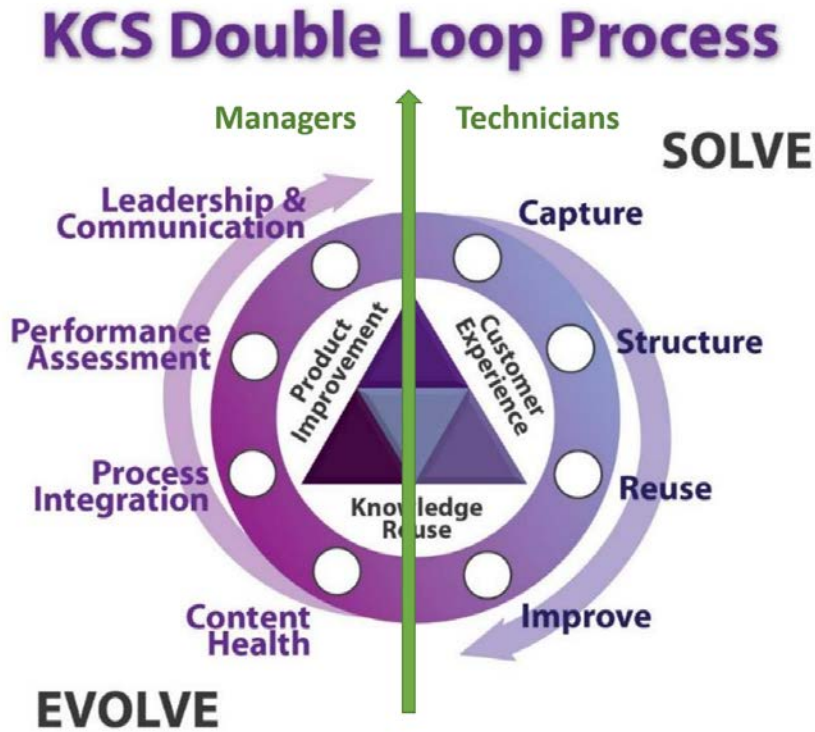 KCS Double Loop Process
Managers
Technicians
SOLVE
Leadership &
Communication
Capture
Performance
Assessment
Structure
Product
Improvement
Customer
Experience
Process
Integration
Reuse
Knowledge
Reuse
Content
Health
Improve
EVOLVE